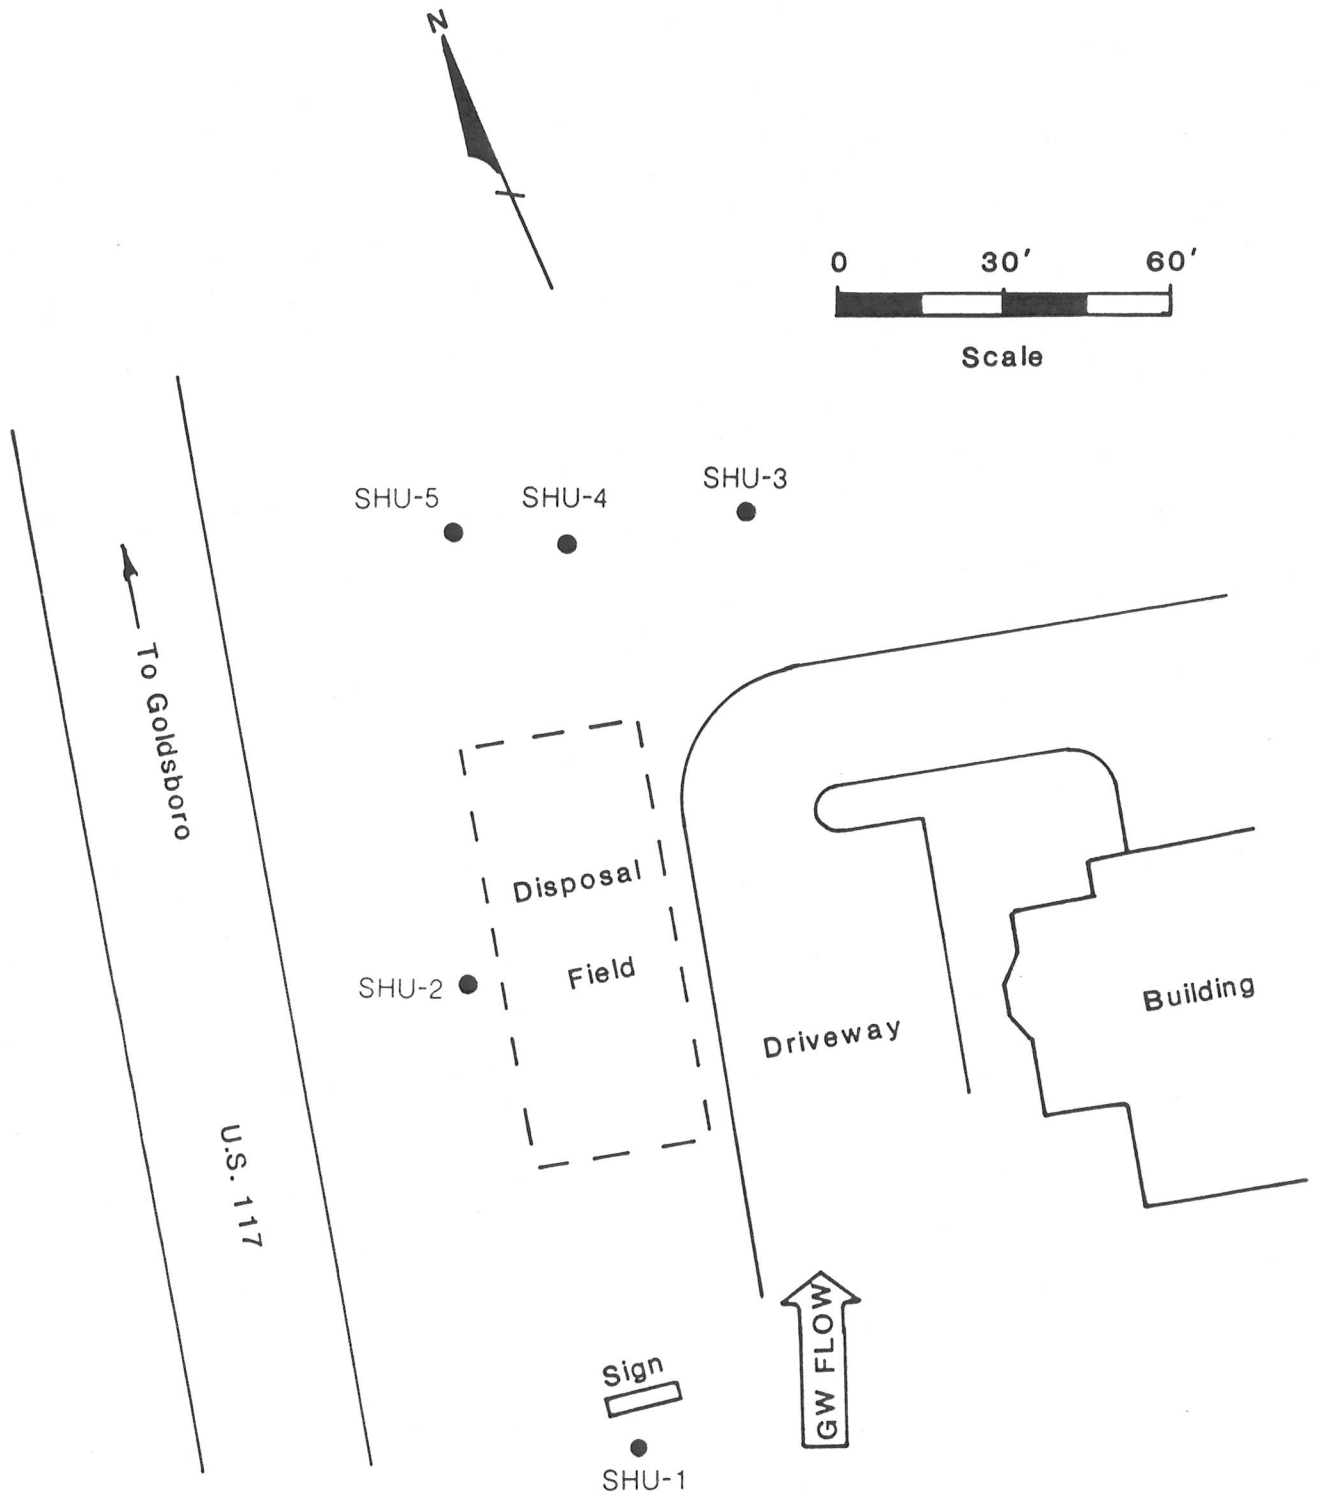 N
0 30' 60'
Scale
SHU-5
SHU-4
SHU-3
To Goldsboro
Disposal
Field
SHU-2
Driveway
Building
U.S. 117
GW FLOW
Sign
SHU-1